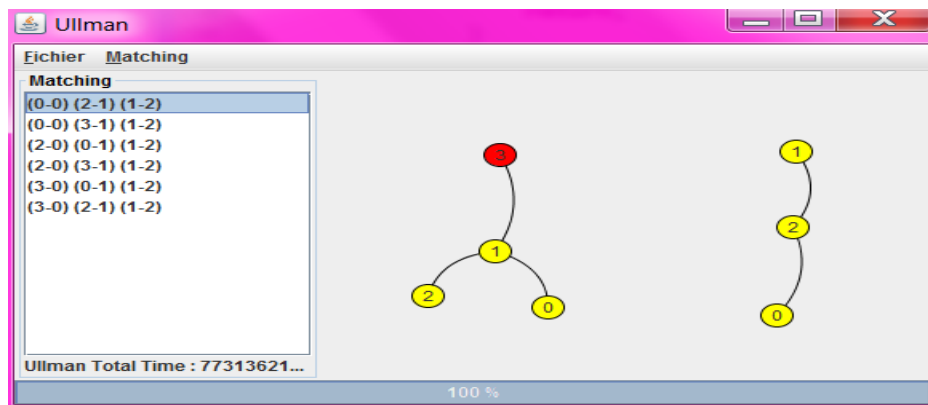 Ullman
Fichier Matching
Matching
(0-0) (2-1) (1-2)
(0-0) (3-1) (1-2)
(2-0) (0-1) (1-2)
(2-0) (3-1) (1-2)
(3-0) (0-1) (1-2)
(3-0) (2-1) (1-2)
3
1
2
0
1
2
0
Ullman Total Time : 77313621...
100 %